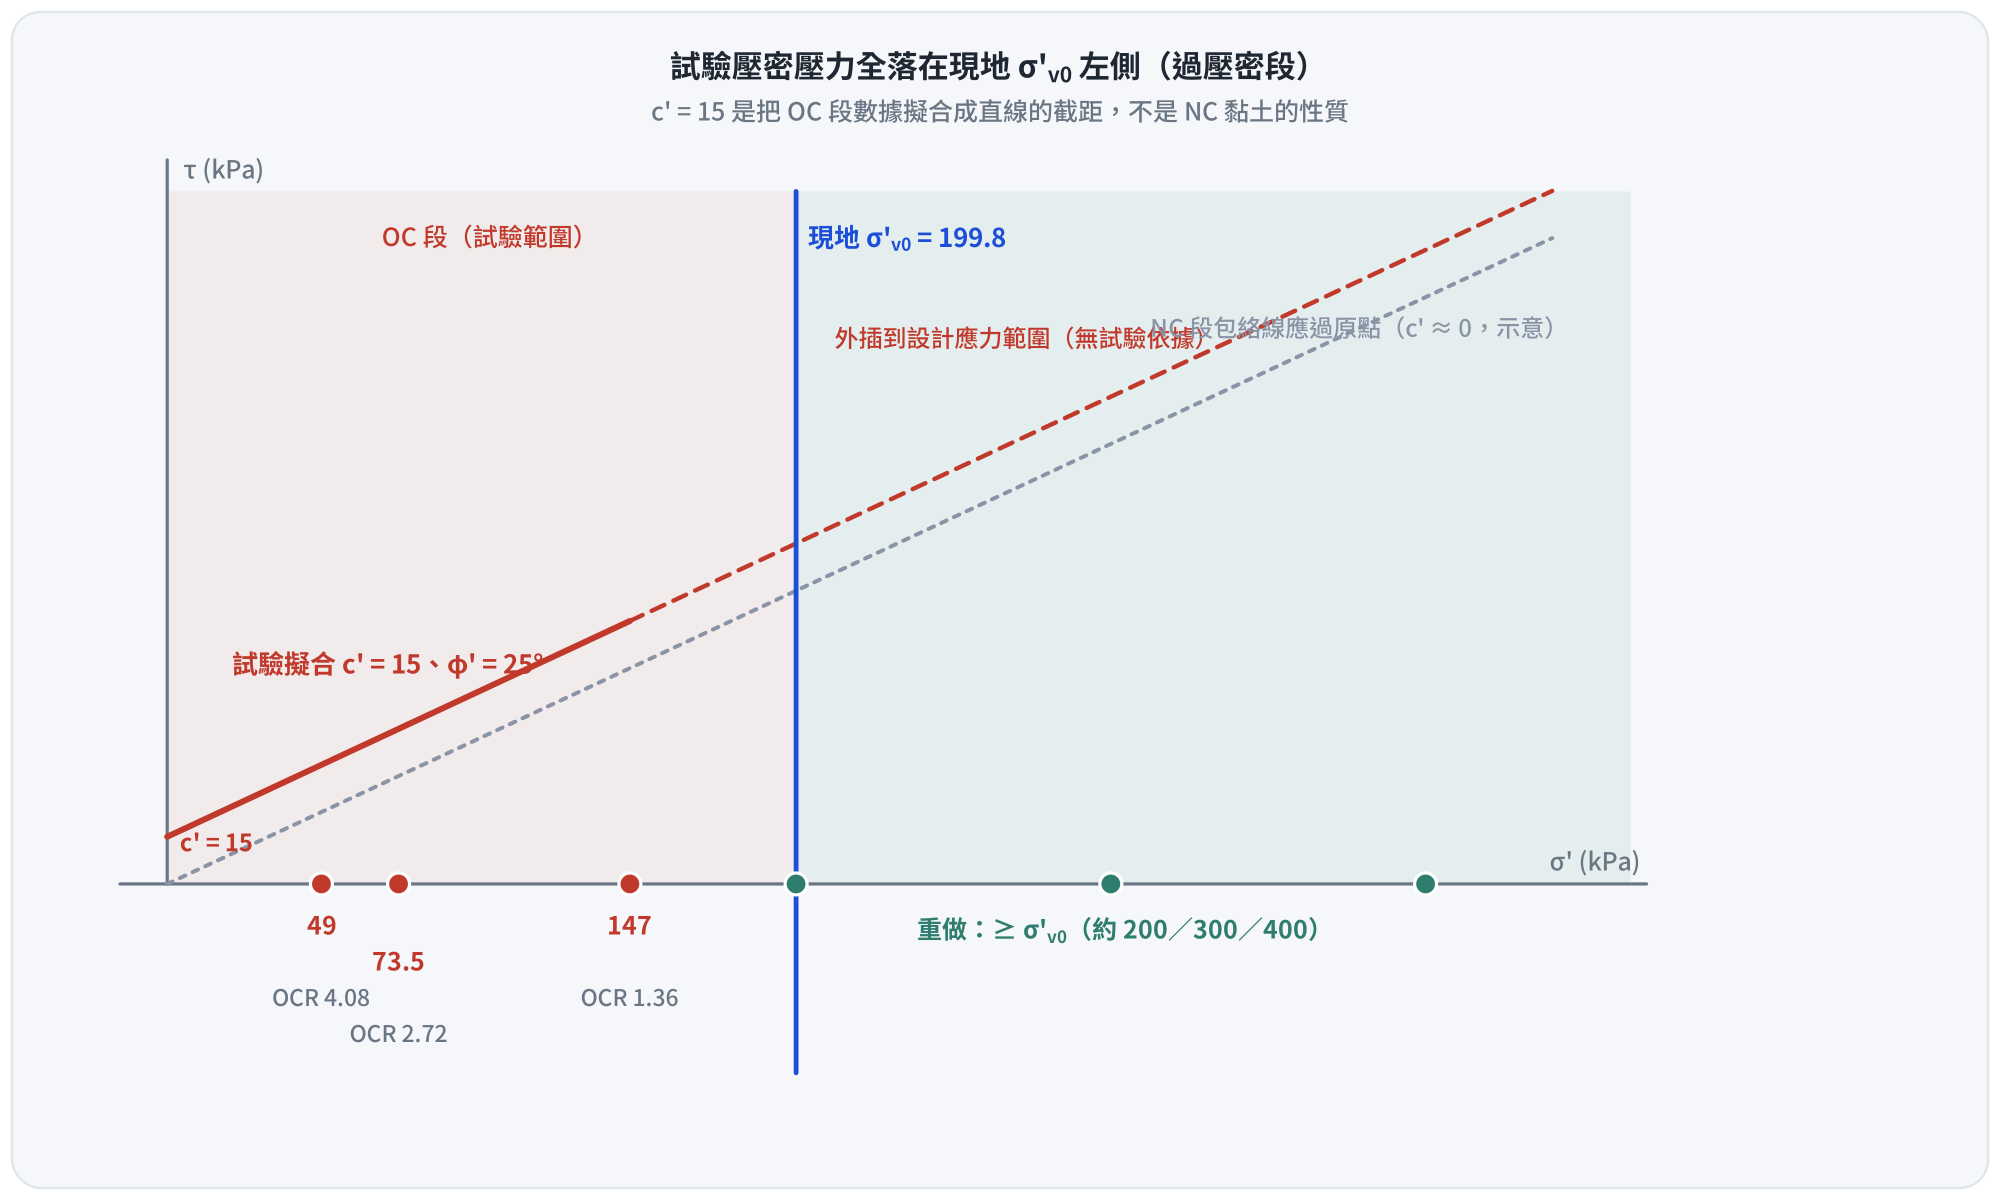 試驗壓密壓力全落在現地 σ'v0 左側（過壓密段）
c' = 15 是把 OC 段數據擬合成直線的截距，不是 NC 黏土的性質
τ (kPa)
OC 段（試驗範圍）
現地 σ'v0 = 199.8
外插到設計應力範圍（無試驗依據）
NC 段包絡線應過原點（c' ≈ 0，示意）
試驗擬合 c' = 15、φ' = 25°
c' = 15
σ' (kPa)
49
147
重做：≥ σ'v0（約 200／300／400）
73.5
OCR 4.08
OCR 1.36
OCR 2.72